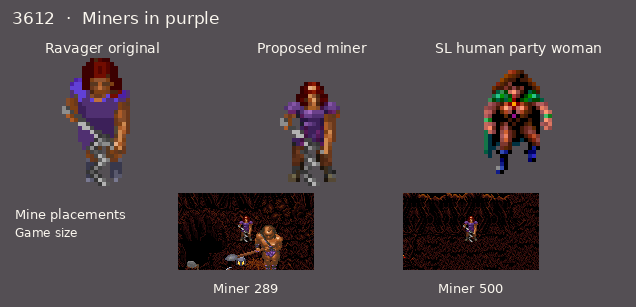 3612 · Miners in purple
Ravager original
Proposed miner
SL human party woman
Mine placements
Game size
Miner 289
Miner 500